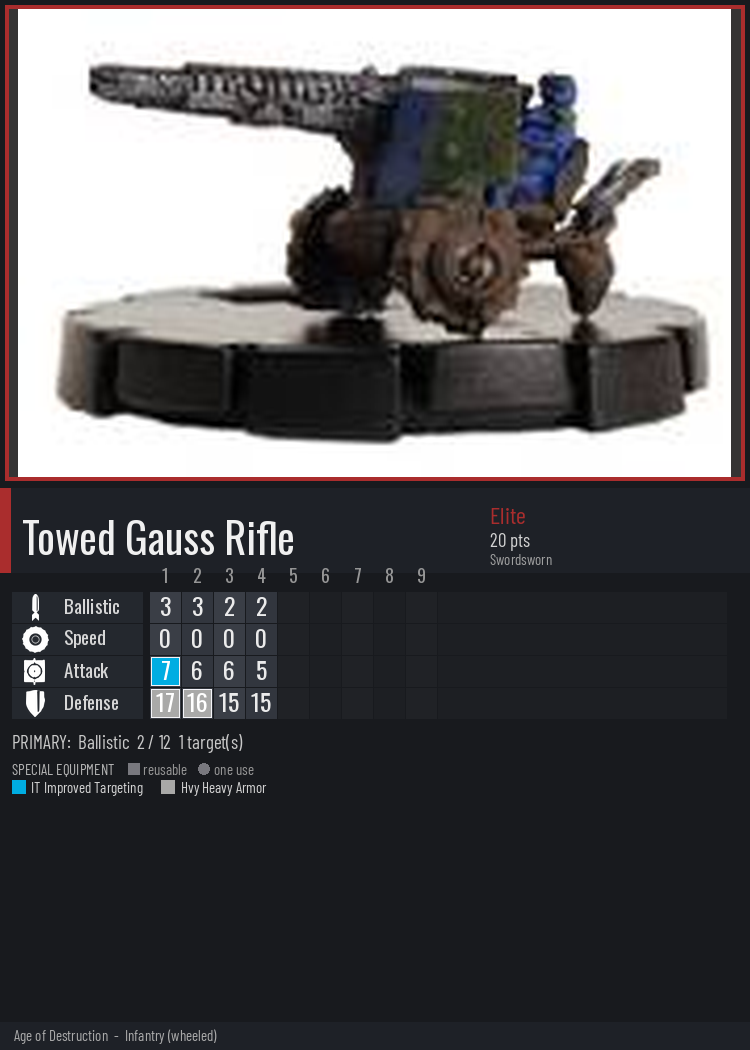 Towed Gauss Rifle
Elite
20 pts
Swordsworn
1 2 3 4 5 6 7 8 9
Ballistic 3 3 2 2
Speed 0 0 0 0
Attack 7 6 6 5
Defense 17 16 15 15
PRIMARY: Ballistic 2 / 12 1 target(s)
SPECIAL EQUIPMENT reusable one use
IT Improved Targeting Hvy Heavy Armor
Age of Destruction - Infantry (wheeled)